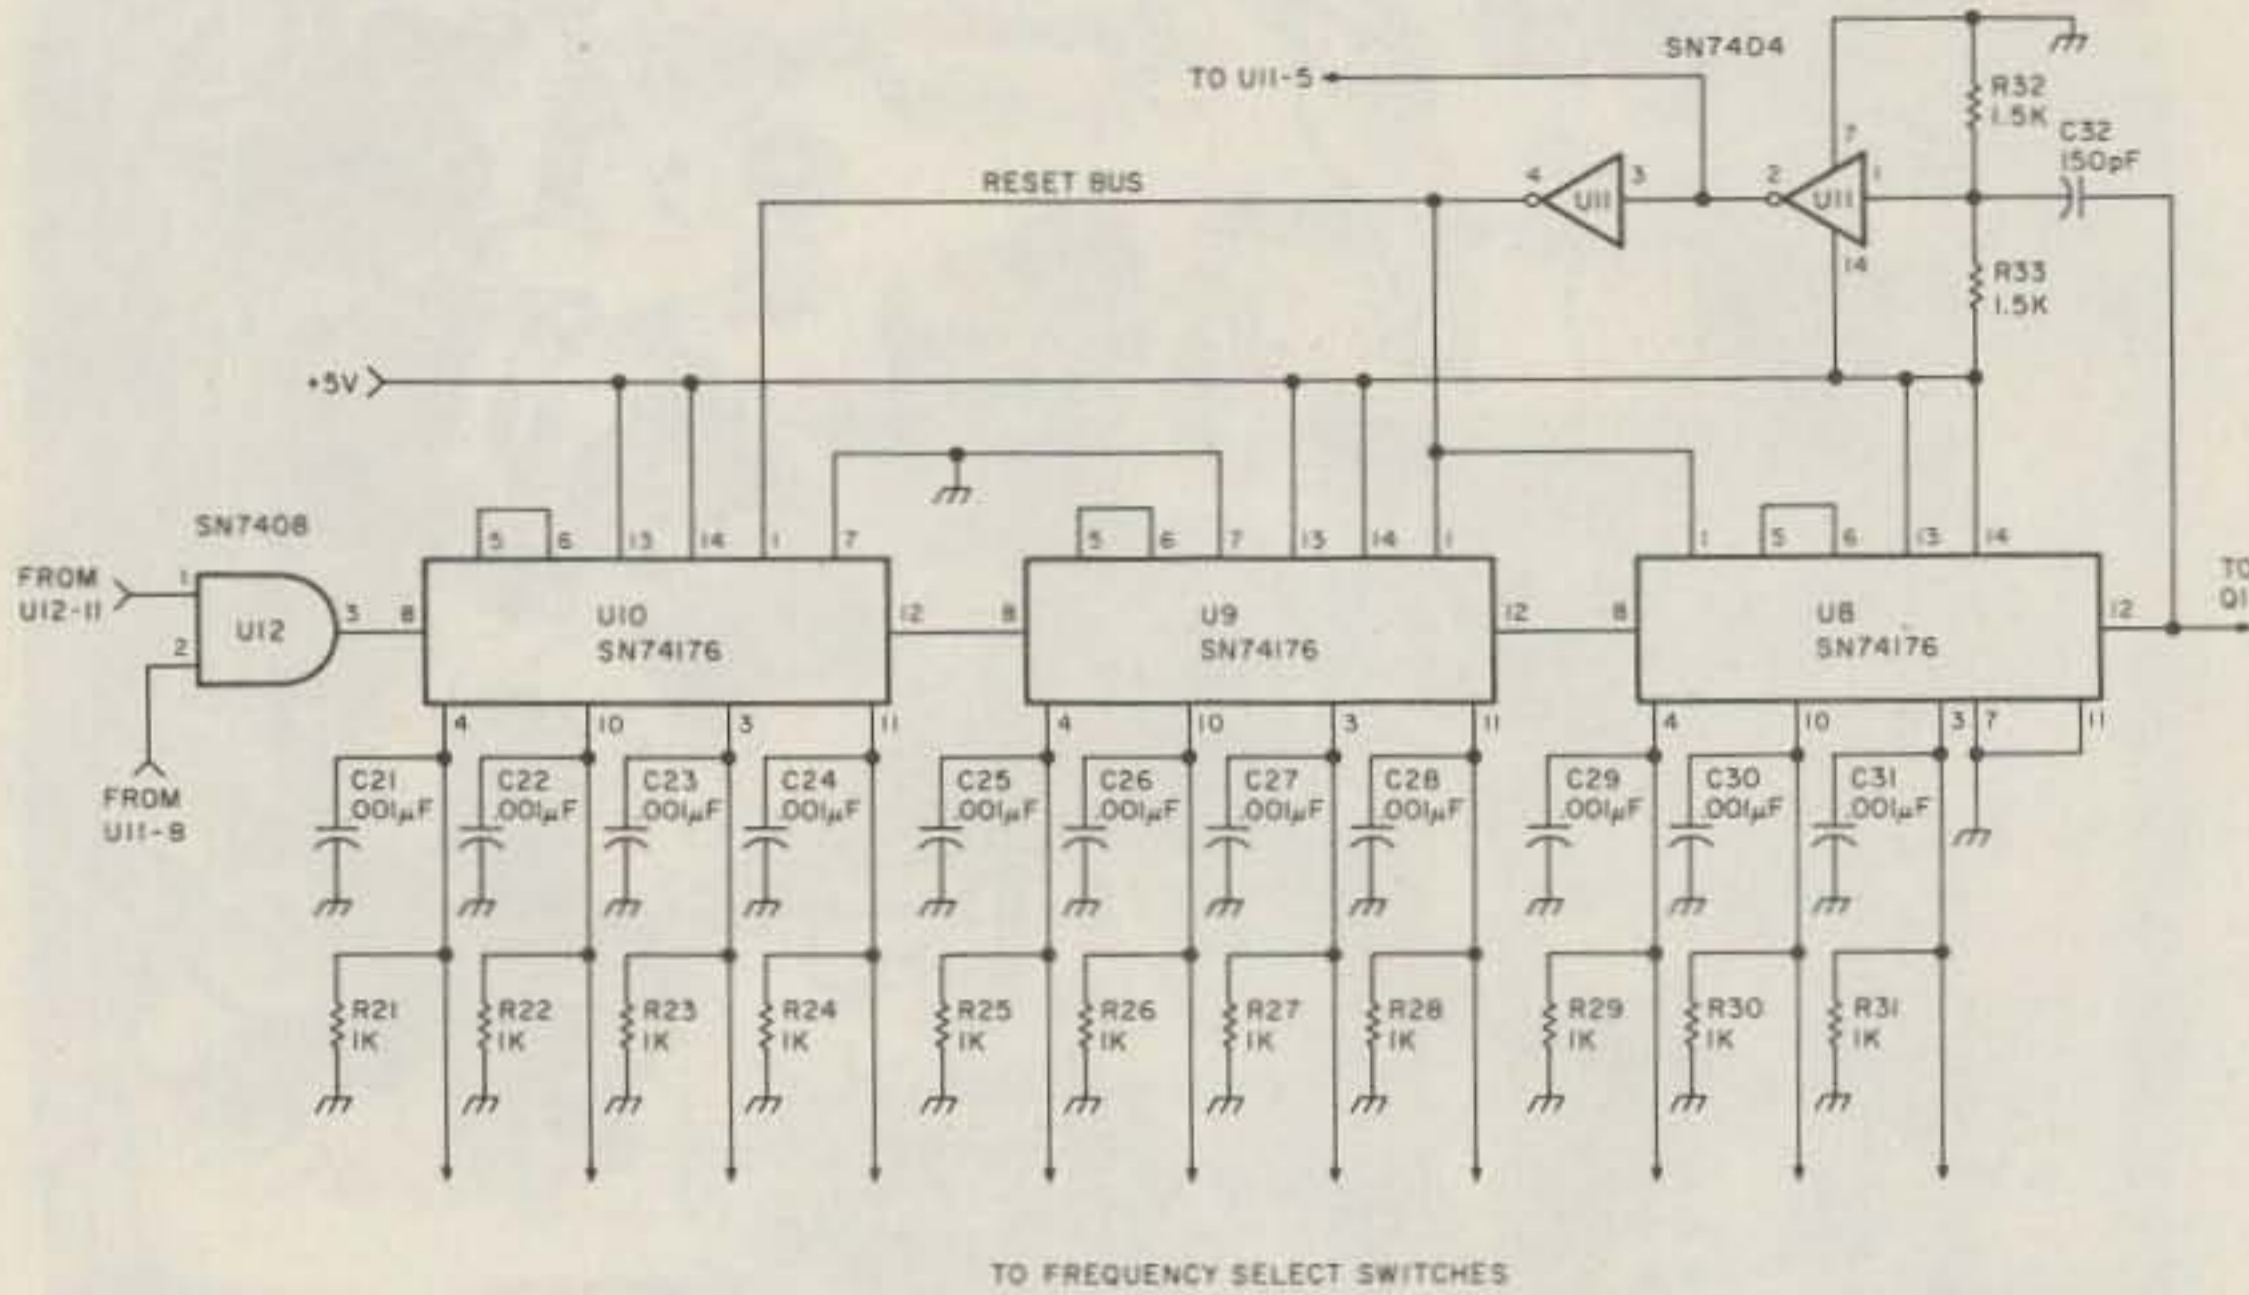 SN7404
TO U11-5
R32
1.5K
C32
150pF
7
4
3
2
1
RESET BUS
U11
U11
14
R33
1.5K
+5V
SN7408
5
6
13
14
1
7
5
6
7
13
14
1
1
5
6
13
14
FROM
U12-11
1
2
U12
3
8
U10
SN74176
12
8
U9
SN74176
12
8
U8
SN74176
12
TO
Q1
4
10
3
11
4
10
3
11
4
10
3
7
11
FROM
U11-8
C21
.001µF
C22
.001µF
C23
.001µF
C24
.001µF
C25
.001µF
C26
.001µF
C27
.001µF
C28
.001µF
C29
.001µF
C30
.001µF
C31
.001µF
R21
1K
R22
1K
R23
1K
R24
1K
R25
1K
R26
1K
R27
1K
R28
1K
R29
1K
R30
1K
R31
1K
TO FREQUENCY SELECT SWITCHES